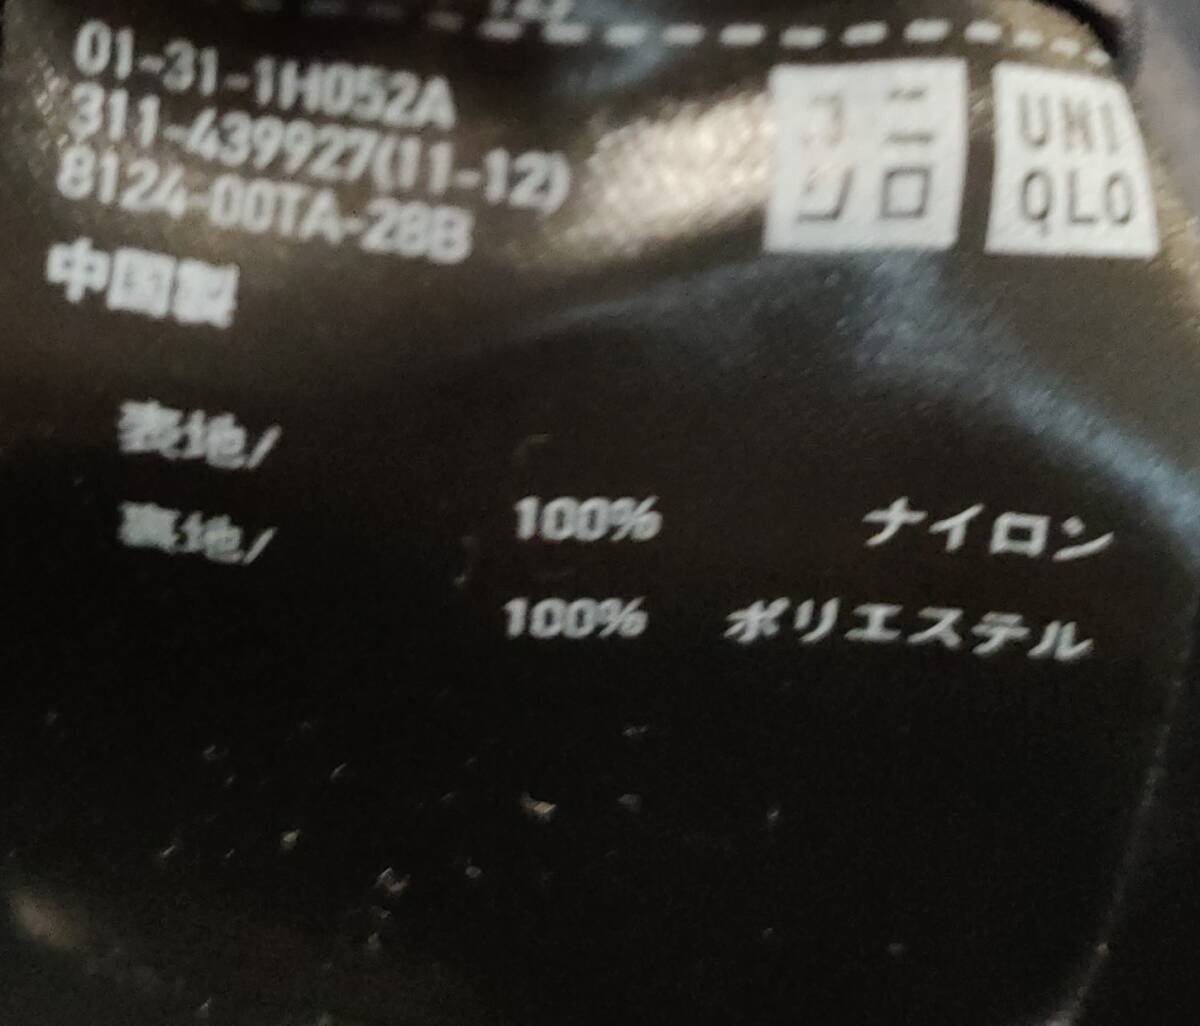 01-31-1H052A
311-439927(11-12)
8124-00TA-28B
中国製
ユニ
クロ
UNI
QLO
表地/
100% ナイロン
裏地/
100% ポリエステル